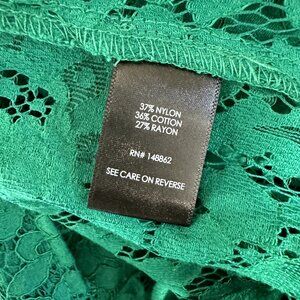 37% NYLON
36% COTTON
27% RAYON
RN# 148862
SEE CARE ON REVERSE